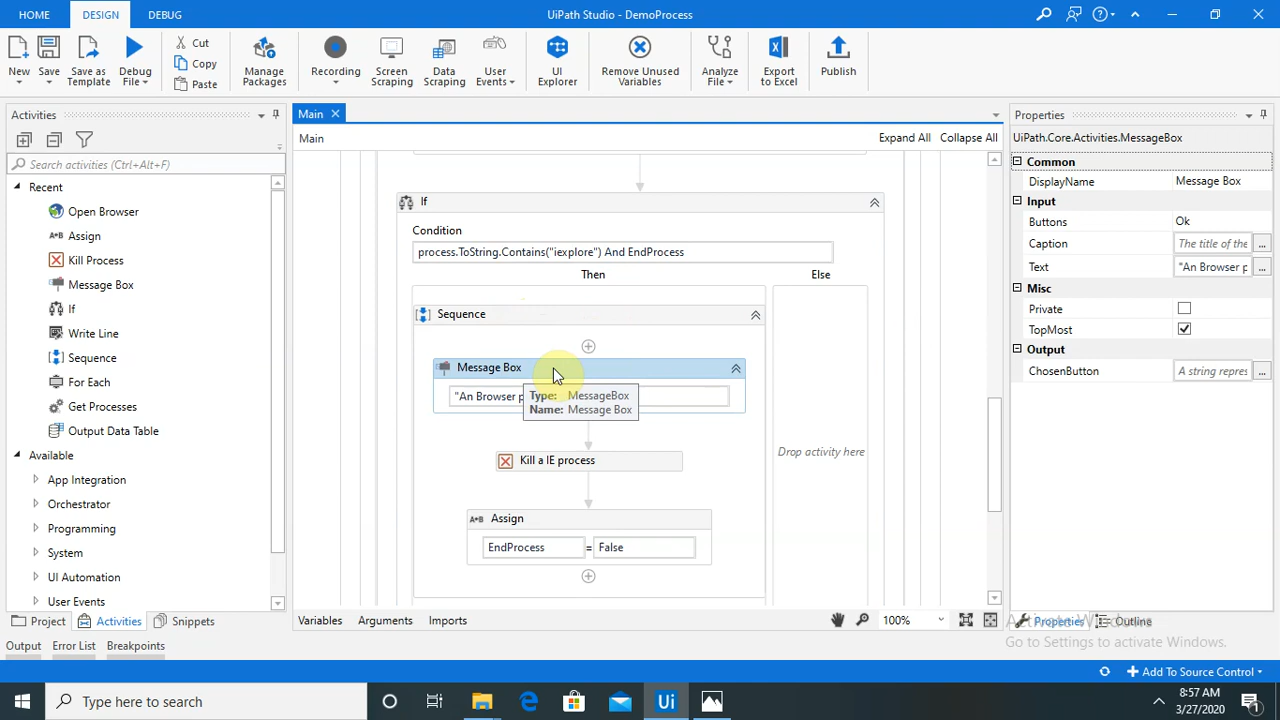 HOME
DESIGN
DEBUG
UiPath Studio - DemoProcess
New
Save
Save as Template
Debug File
Cut
Copy
Paste
Manage Packages
Recording
Screen Scraping
Data Scraping
User Events
UI Explorer
Remove Unused Variables
Analyze File
Export to Excel
Publish
Activities
Search activities (Ctrl+Alt+F)
Recent
Open Browser
Assign
Kill Process
Message Box
If
Write Line
Sequence
For Each
Get Processes
Output Data Table
Available
App Integration
Orchestrator
Programming
System
UI Automation
User Events
Project
Activities
Snippets
Output
Error List
Breakpoints
Main
Main
Expand All
Collapse All
If
Condition
process.ToString.Contains("iexplore") And EndProcess
Then
Else
Sequence
Message Box
"An Browser p
Type: MessageBox
Name: Message Box
Kill a IE process
Drop activity here
Assign
EndProcess = False
Variables
Arguments
Imports
100%
Properties
UiPath.Core.Activities.MessageBox
Common
DisplayName Message Box
Input
Buttons Ok
Caption The title of the ...
Text "An Browser p ...
Misc
Private
TopMost
Output
ChosenButton A string repres ...
Properties
Outline
Activate Windows
Go to Settings to activate Windows.
Add To Source Control
Type here to search
Ui
8:57 AM
3/27/2020
1